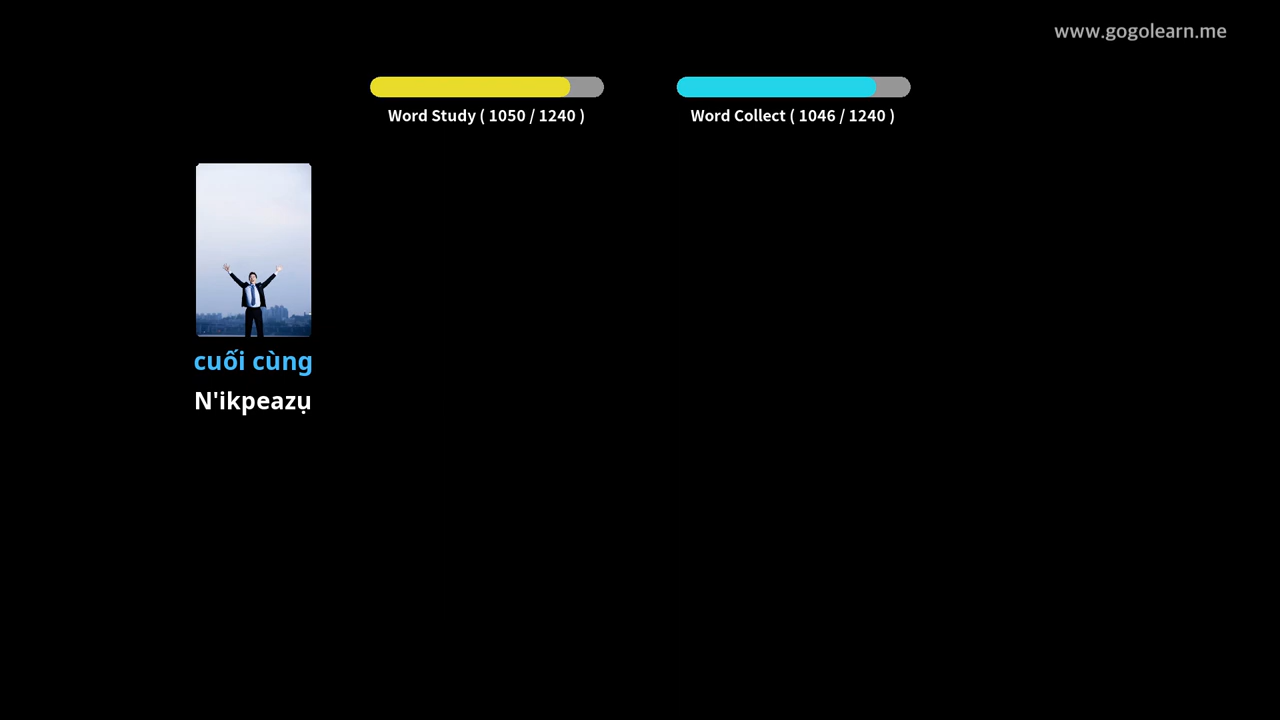 www.gogolearn.me
Word Study ( 1050 / 1240 )
Word Collect ( 1046 / 1240 )
cuối cùng
N'ikpeazụ